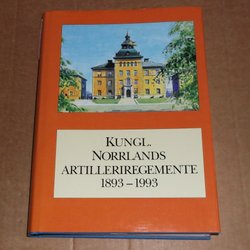 KUNGL.
NORRLANDS
ARTILLERIREGEMENTE
1893–1993